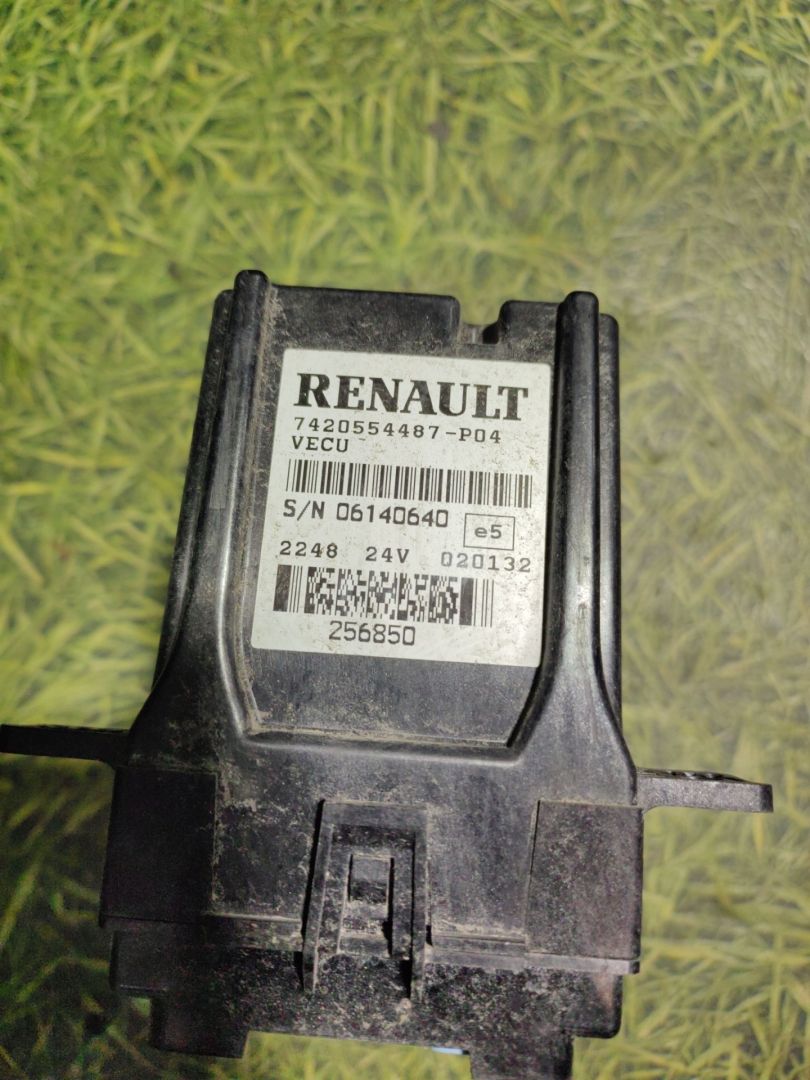 RENAULT
7420554487-P04
VECU
S/N 06140640 e5
2248 24V 020132
256850